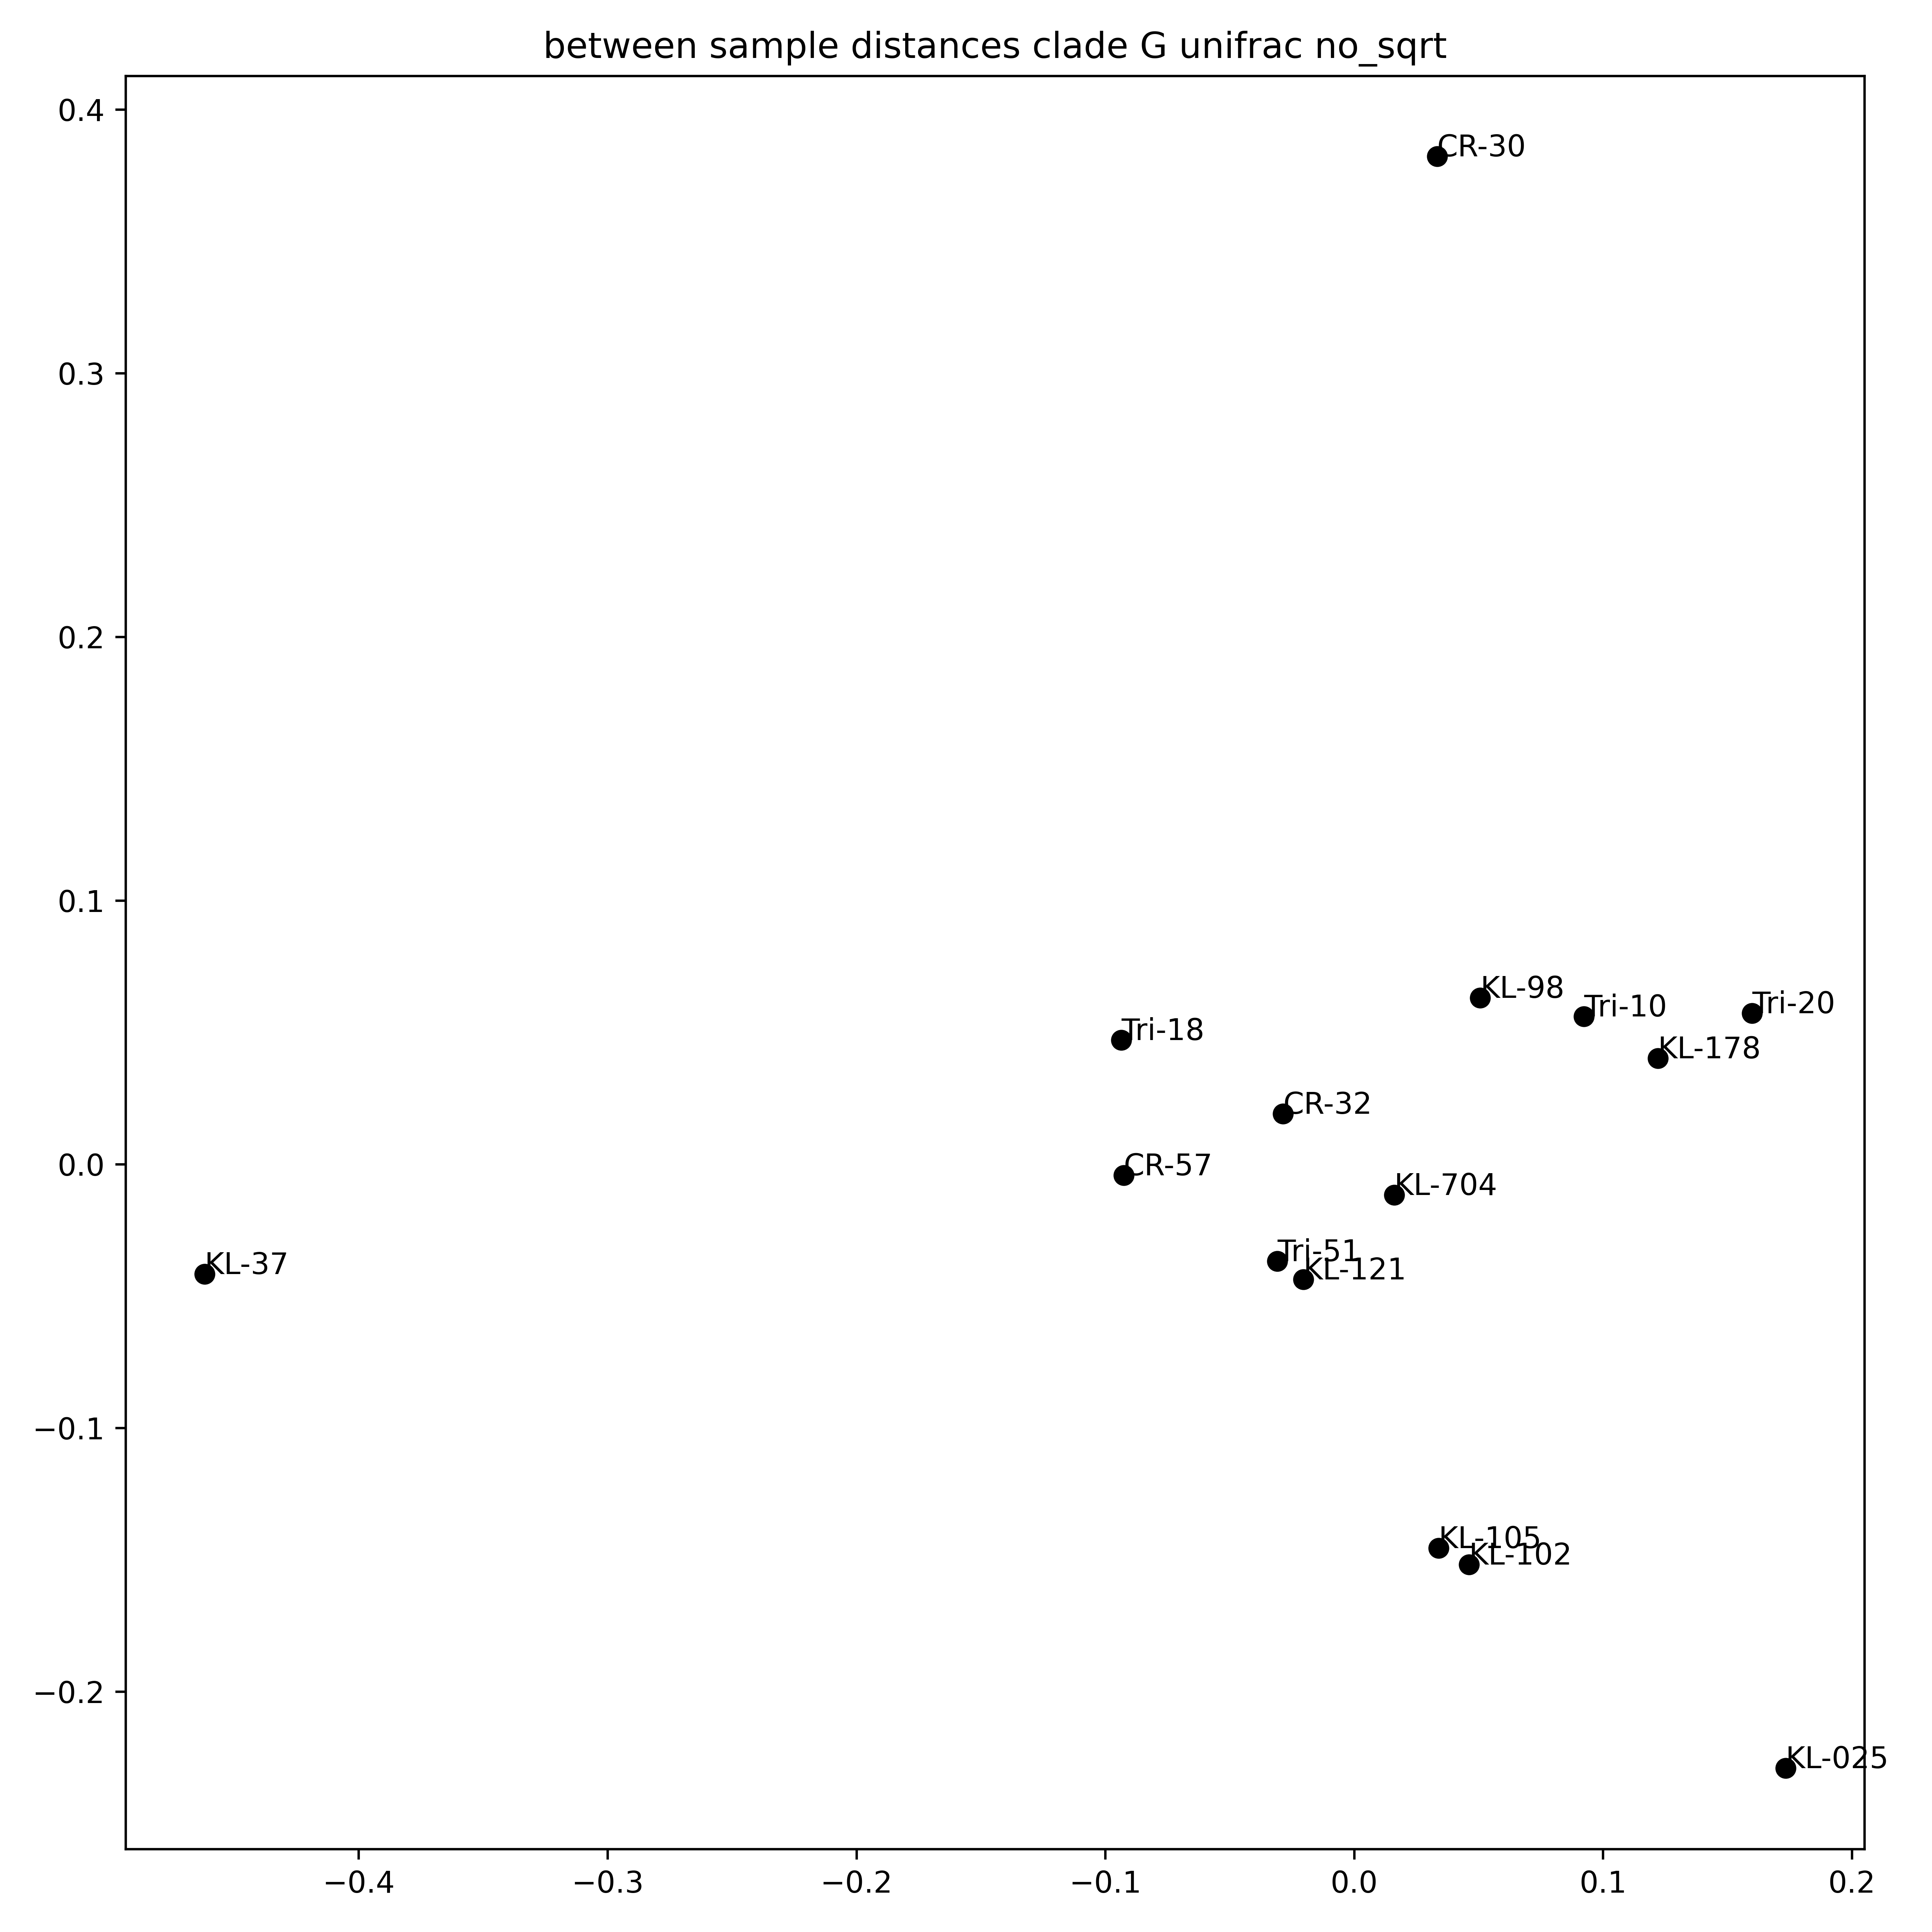 between sample distances clade G unifrac no_sqrt
0.4
CR-30
0.3
0.2
0.1
KL-98
Tri-10
Tri-20
Tri-18
KL-178
CR-32
0.0
CR-57
KL-704
Tri-51
KL-37
KL-121
−0.1
KL-105
KL-102
−0.2
KL-025
−0.4
−0.3
−0.2
−0.1
0.0
0.1
0.2